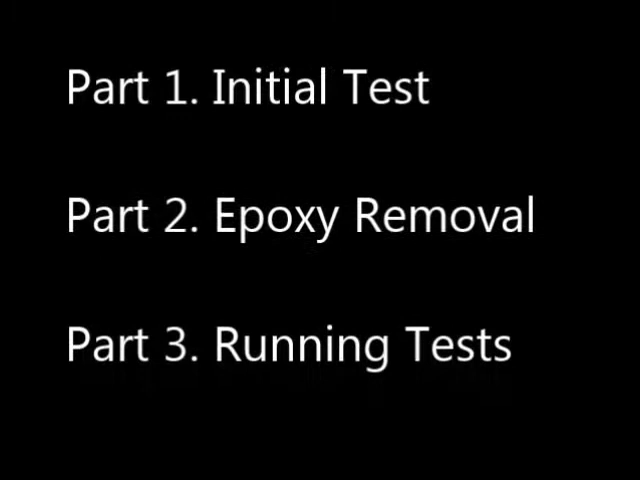 Part 1. Initial Test
Part 2. Epoxy Removal
Part 3. Running Tests